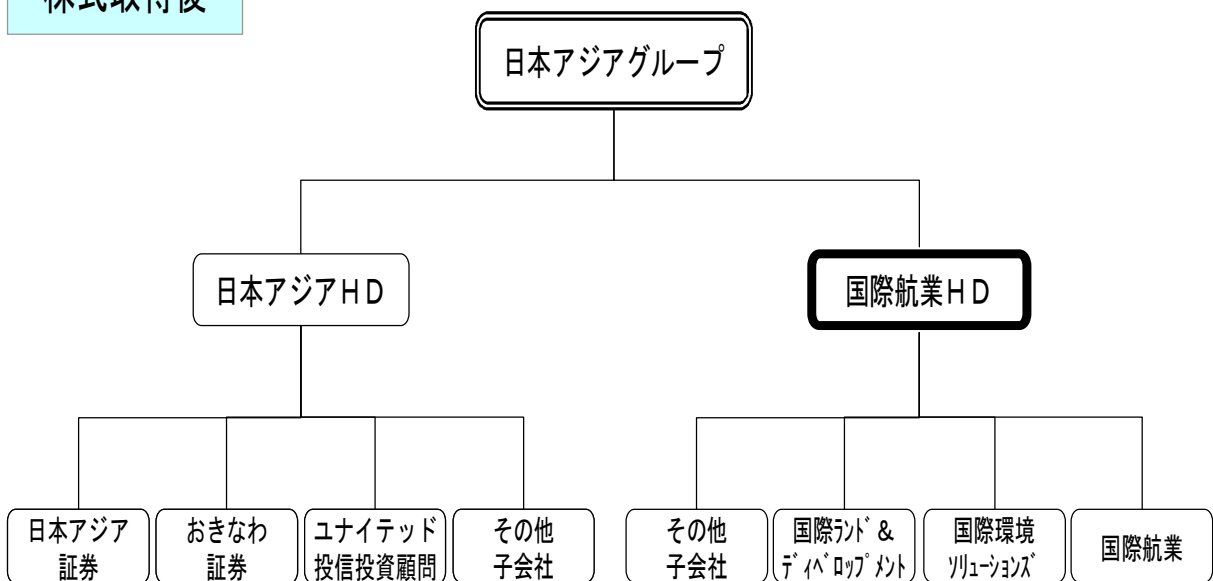 株式取得後
日本アジアグループ
日本アジアHD
国際航業HD
日本アジア
証券
おきなわ
証券
ユナイテッド
投信投資顧問
その他
子会社
その他
子会社
国際ﾗﾝﾄﾞ&
ﾃﾞｨﾍﾞﾛｯﾌﾟﾒﾝﾄ
国際環境
ｿﾘｭｰｼｮﾝｽﾞ
国際航業